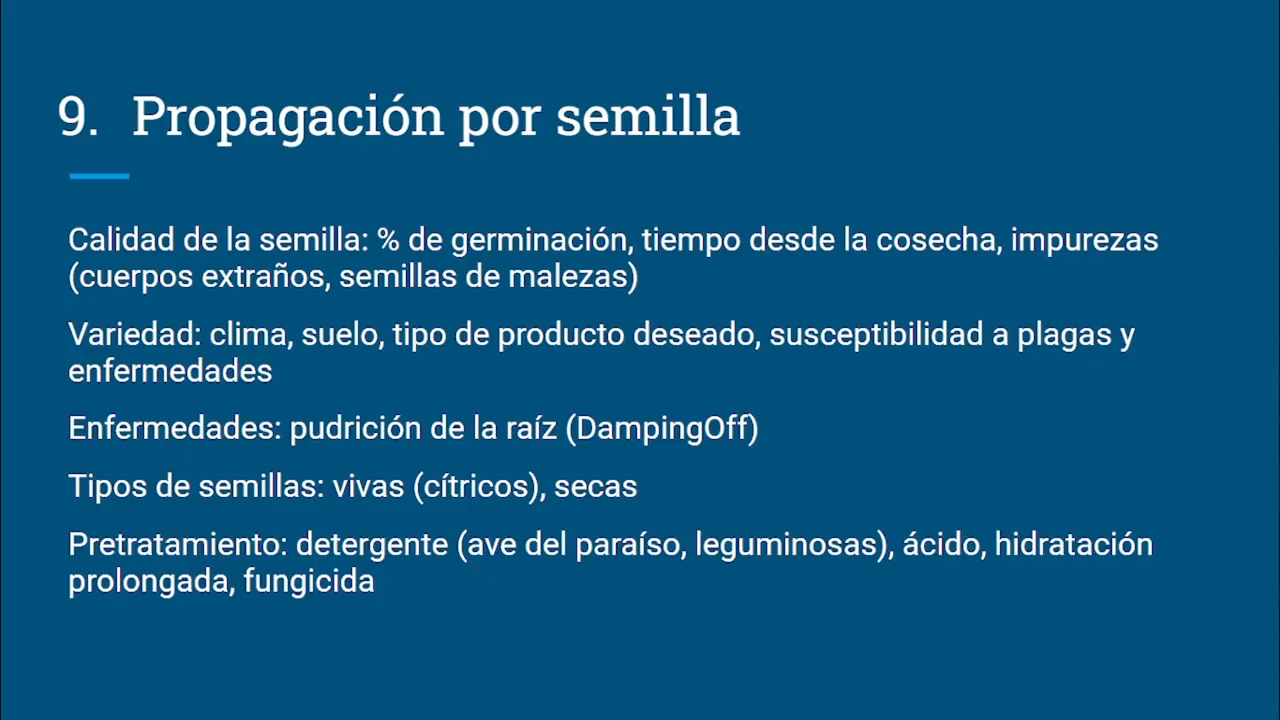 9. Propagación por semilla
Calidad de la semilla: % de germinación, tiempo desde la cosecha, impurezas
(cuerpos extraños, semillas de malezas)
Variedad: clima, suelo, tipo de producto deseado, susceptibilidad a plagas y
enfermedades
Enfermedades: pudrición de la raíz (DampingOff)
Tipos de semillas: vivas (cítricos), secas
Pretratamiento: detergente (ave del paraíso, leguminosas), ácido, hidratación
prolongada, fungicida